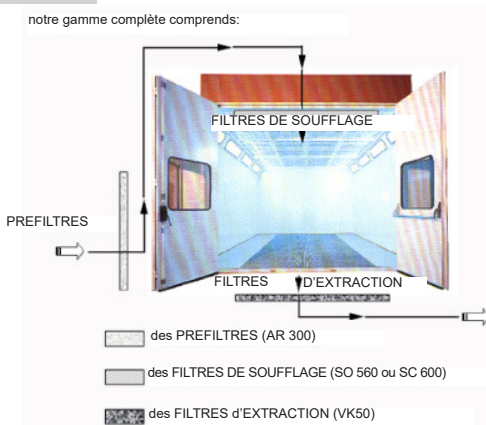 notre gamme complète comprends:
FILTRES DE SOUFFLAGE
PREFILTRES
FILTRES D'EXTRACTION
des PREFILTRES (AR 300)
des FILTRES DE SOUFFLAGE (SO 560 ou SC 600)
des FILTRES d'EXTRACTION (VK50)